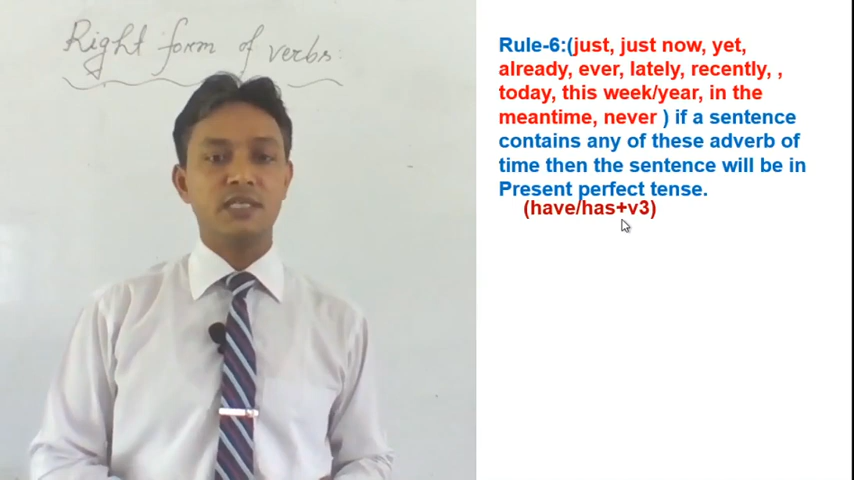 Right form of verbs:
Rule-6:(just, just now, yet,
already, ever, lately, recently, ,
today, this week/year, in the
meantime, never ) if a sentence
contains any of these adverb of
time then the sentence will be in
Present perfect tense.
(have/has+v3)